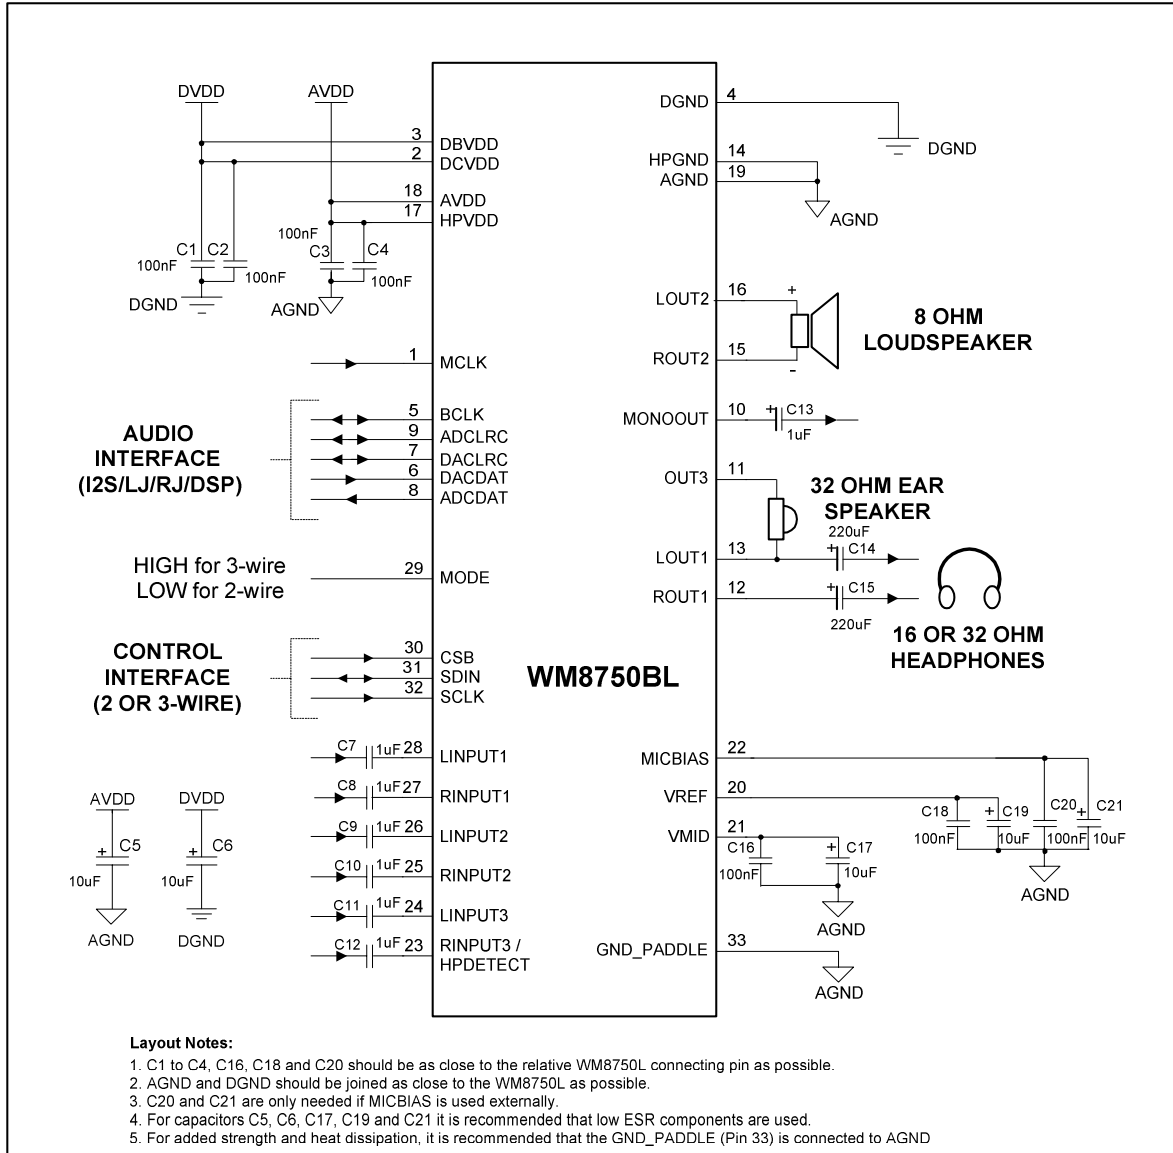 DVDD
AVDD
3
DBVDD
2
DCVDD
18
AVDD
17
HPVDD
100nF
C1
C2
C3
C4
100nF
100nF
100nF
DGND
AGND
DGND
4
DGND
HPGND
14
AGND
19
AGND
LOUT2
16
+
ROUT2
15
-
8 OHM
LOUDSPEAKER
1
MCLK
AUDIO
INTERFACE
(I2S/LJ/RJ/DSP)
5
BCLK
9
ADCLRC
7
DACLRC
6
DACDAT
8
ADCDAT
MONOOUT
10
+
C13
1uF
OUT3
11
32 OHM EAR
SPEAKER
LOUT1
13
220uF
+
C14
ROUT1
12
+
C15
220uF
16 OR 32 OHM
HEADPHONES
HIGH for 3-wire
LOW for 2-wire
29
MODE
CONTROL
INTERFACE
(2 OR 3-WIRE)
30
CSB
31
SDIN
32
SCLK
WM8750BL
C7
1uF
28
LINPUT1
C8
1uF
27
RINPUT1
C9
1uF
26
LINPUT2
C10
1uF
25
RINPUT2
C11
1uF
24
LINPUT3
C12
1uF
23
RINPUT3 /
HPDETECT
AVDD
DVDD
+
C5
+
C6
10uF
10uF
AGND
DGND
MICBIAS
22
VREF
20
VMID
21
C18
+
C19
C20
+
C21
100nF
10uF
100nF
10uF
AGND
C16
+
C17
100nF
10uF
AGND
GND_PADDLE
33
AGND
Layout Notes:
1. C1 to C4, C16, C18 and C20 should be as close to the relative WM8750L connecting pin as possible.
2. AGND and DGND should be joined as close to the WM8750L as possible.
3. C20 and C21 are only needed if MICBIAS is used externally.
4. For capacitors C5, C6, C17, C19 and C21 it is recommended that low ESR components are used.
5. For added strength and heat dissipation, it is recommended that the GND_PADDLE (Pin 33) is connected to AGND